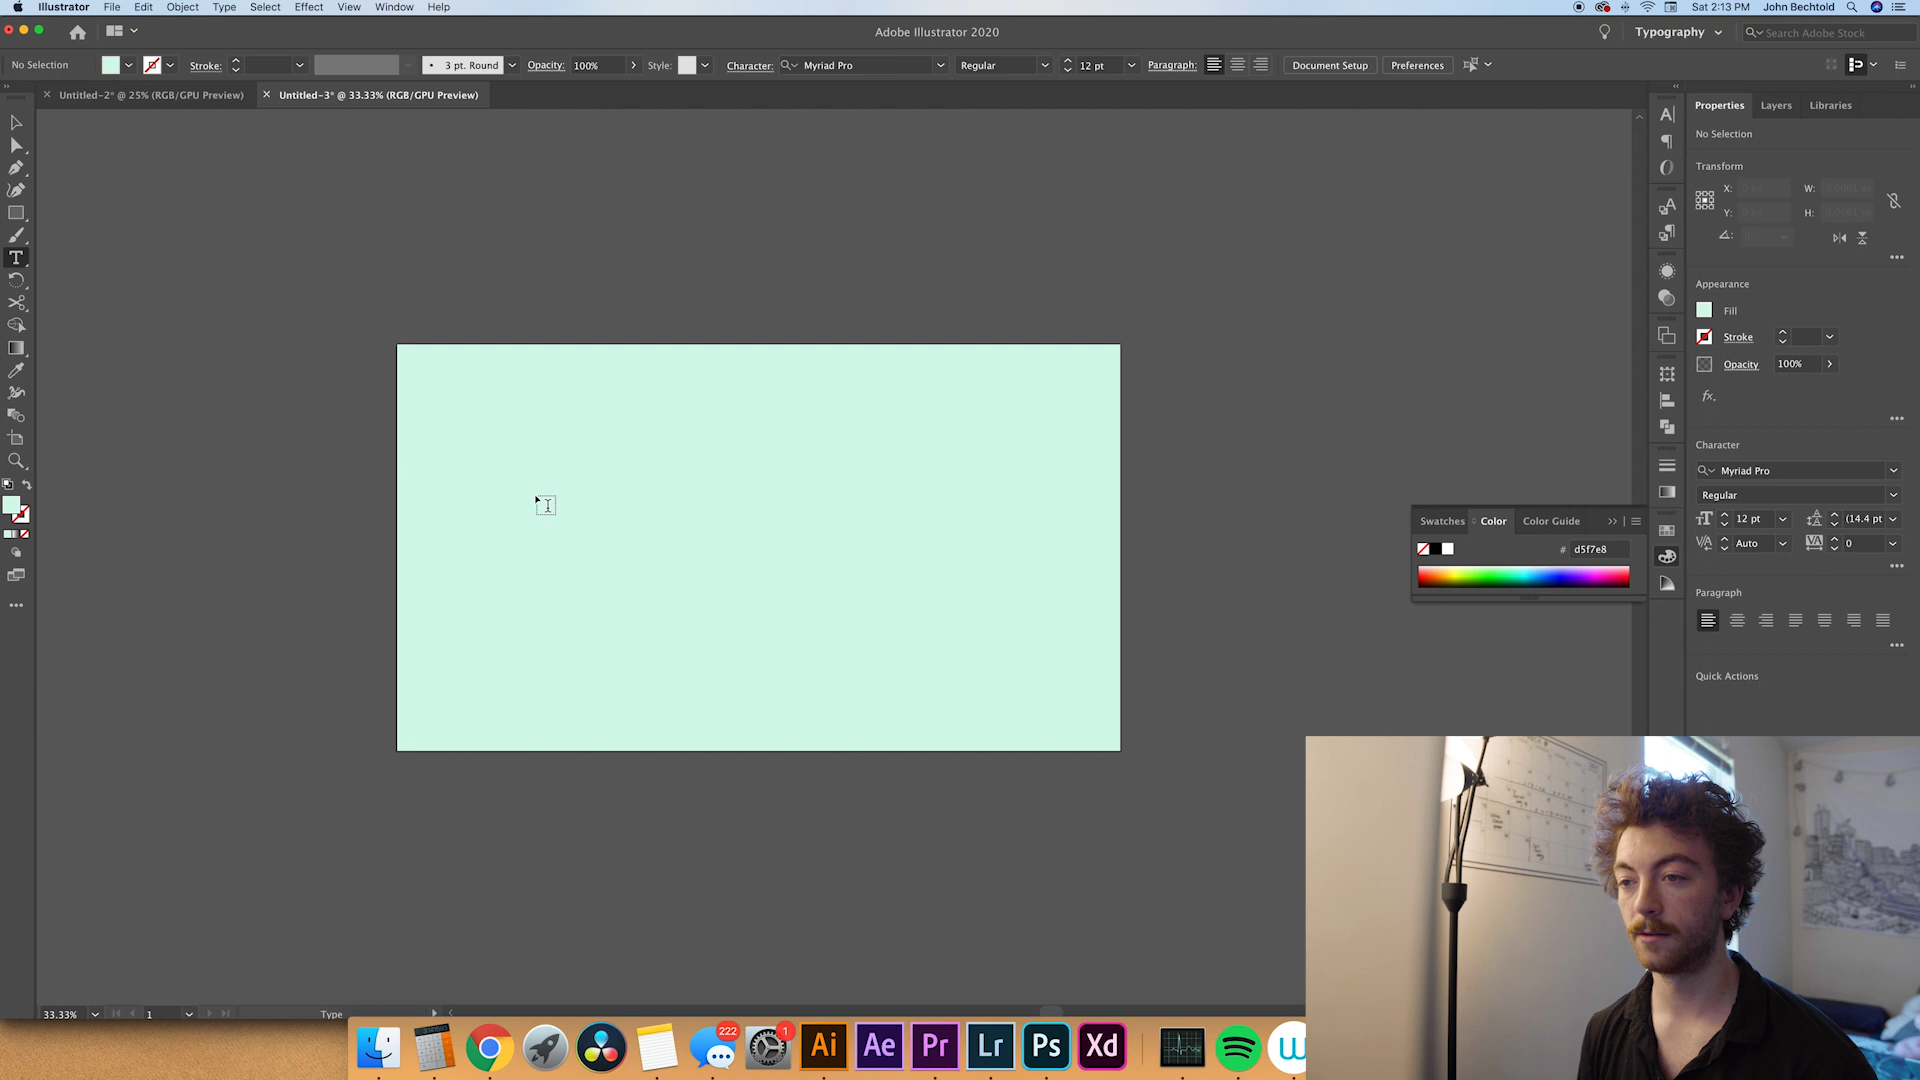 Illustrator File Edit Object Type Select Effect View Window Help
Sat 2:13 PM John Bechtold
Adobe Illustrator 2020
Typography
Search Adobe Stock
No Selection
Stroke:
3 pt. Round
Opacity: 100%
Style:
Character: Myriad Pro
Regular
12 pt
Paragraph:
Document Setup
Preferences
Untitled-2* @ 25% (RGB/GPU Preview)
Untitled-3* @ 33.33% (RGB/GPU Preview)
Properties Layers Libraries
No Selection
Transform
X: W:
Y: H:
Appearance
Fill
Stroke
Opacity 100%
fx.
Character
Myriad Pro
Regular
12 pt (14.4 pt
Auto 0
Paragraph
Quick Actions
Swatches Color Color Guide
# d5f7e8
33.33% 1 Type
222
1
Ai Ae Pr Lr Ps Xd